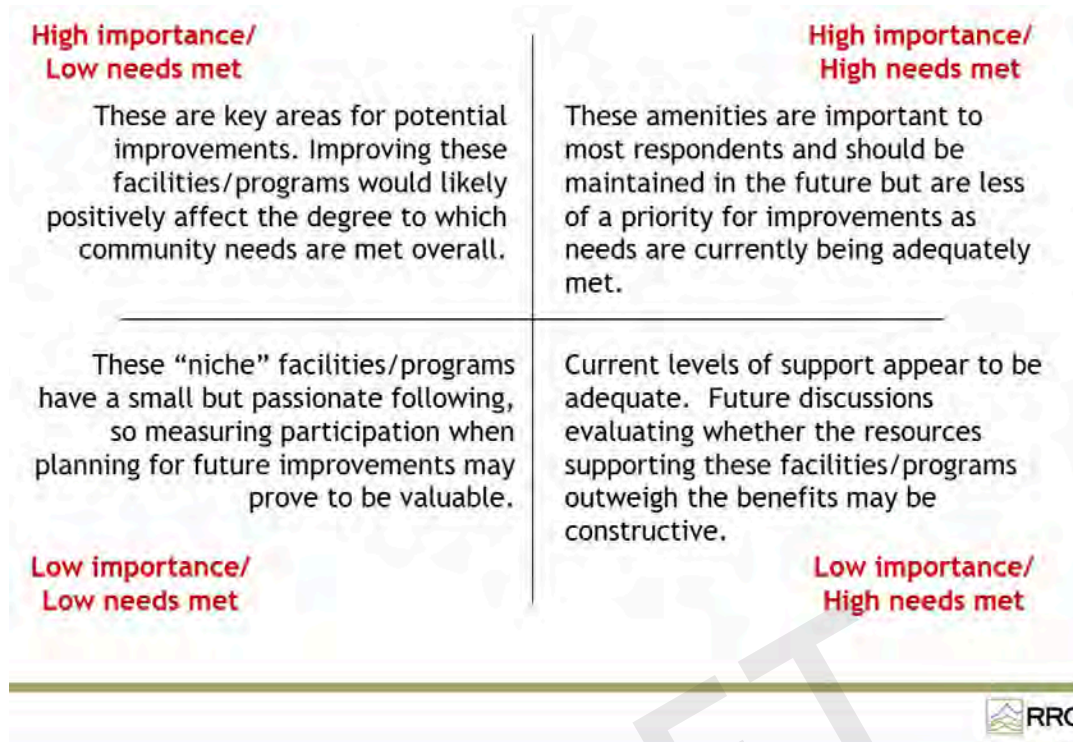 High importance/
Low needs met
These are key areas for potential
improvements. Improving these
facilities/programs would likely
positively affect the degree to which
community needs are met overall.
High importance/
High needs met
These amenities are important to
most respondents and should be
maintained in the future but are less
of a priority for improvements as
needs are currently being adequately
met.
These “niche” facilities/programs
have a small but passionate following,
so measuring participation when
planning for future improvements may
prove to be valuable.
Low importance/
Low needs met
Current levels of support appear to be
adequate.  Future discussions
evaluating whether the resources
supporting these facilities/programs
outweigh the benefits may be
constructive.
Low importance/
High needs met
RRC